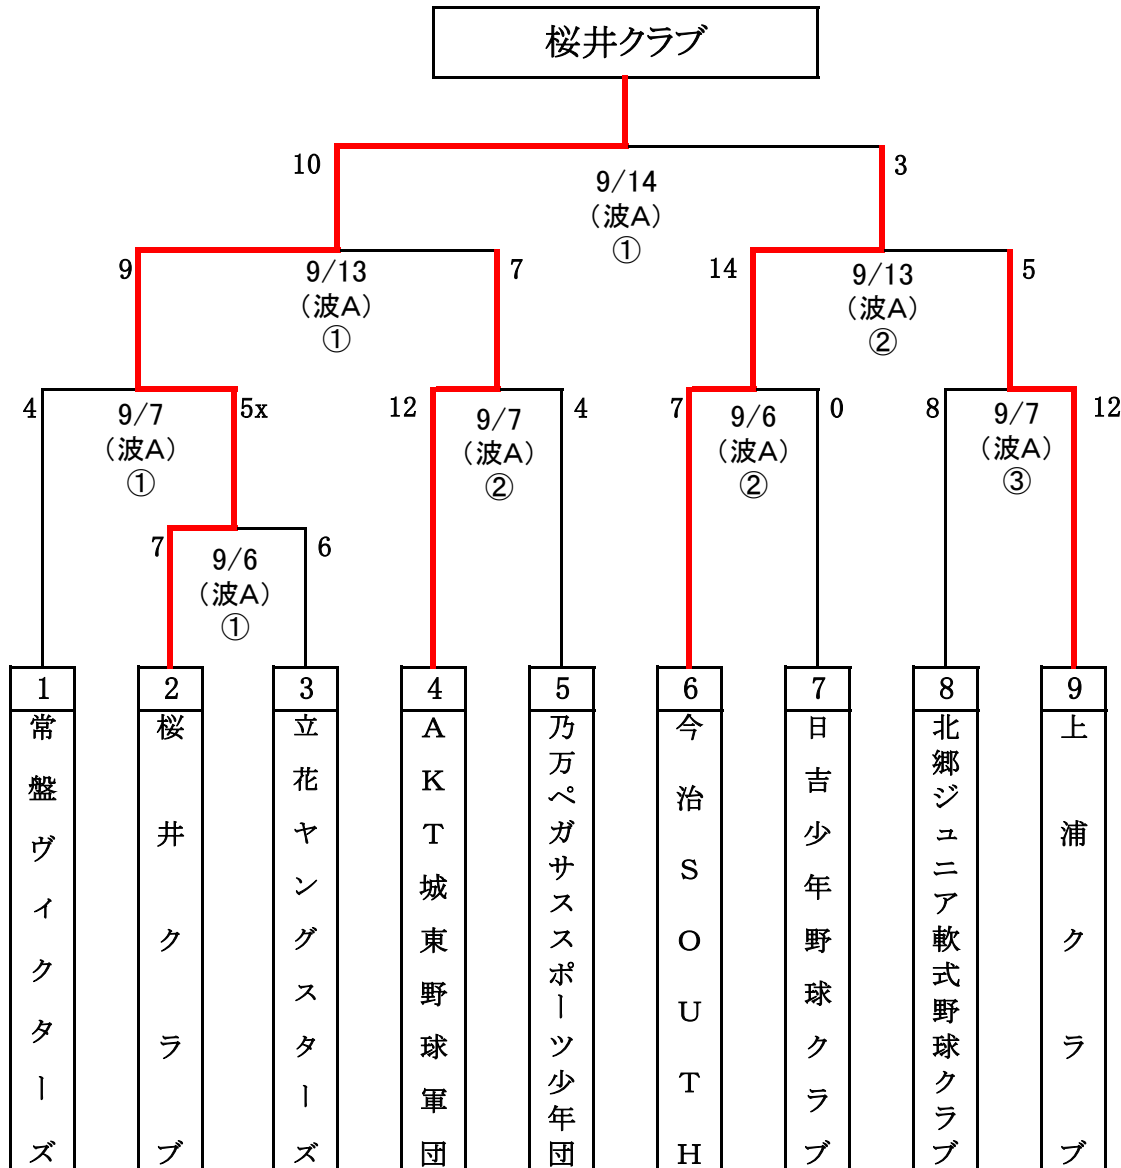 桜井クラブ
10
3
9/14
(波A)
①
9
7
14
5
9/13
(波A)
①
9/13
(波A)
②
4
5x
12
4
7
0
8
12
9/7
(波A)
①
9/7
(波A)
②
9/6
(波A)
②
9/7
(波A)
③
7
6
9/6
(波A)
①
1
2
3
4
5
6
7
8
9
常盤ヴィクターズ
桜井クラブ
立花ヤングスターズ
AKT城東野球軍団
乃万ペガサススポーツ少年団
今治SOUTH
日吉少年野球クラブ
北郷ジュニア軟式野球クラブ
上浦クラブ